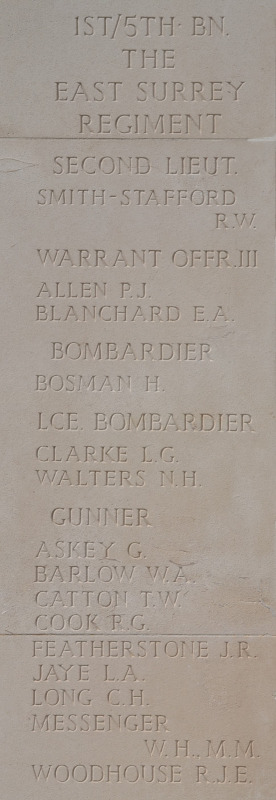 1ST/5TH BN.
THE
EAST SURREY
REGIMENT
SECOND LIEUT.
SMITH-STAFFORD
R.W.
WARRANT OFFR.III
ALLEN P.J.
BLANCHARD E.A.
BOMBARDIER
BOSMAN H.
LCE. BOMBARDIER
CLARKE L.G.
WALTERS N.H.
GUNNER
ASKEY G.
BARLOW W.A.
CATTON T.W.
COOK R.G.
FEATHERSTONE J.R.
JAYE L.A.
LONG C.H.
MESSENGER
W.H., M.M.
WOODHOUSE R.J.E.